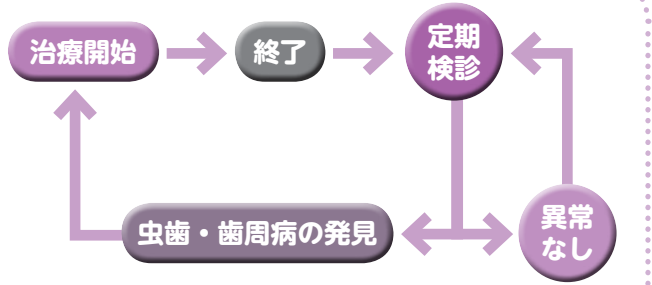 治療開始
終了
定期
検診
虫歯・歯周病の発見
異常
なし